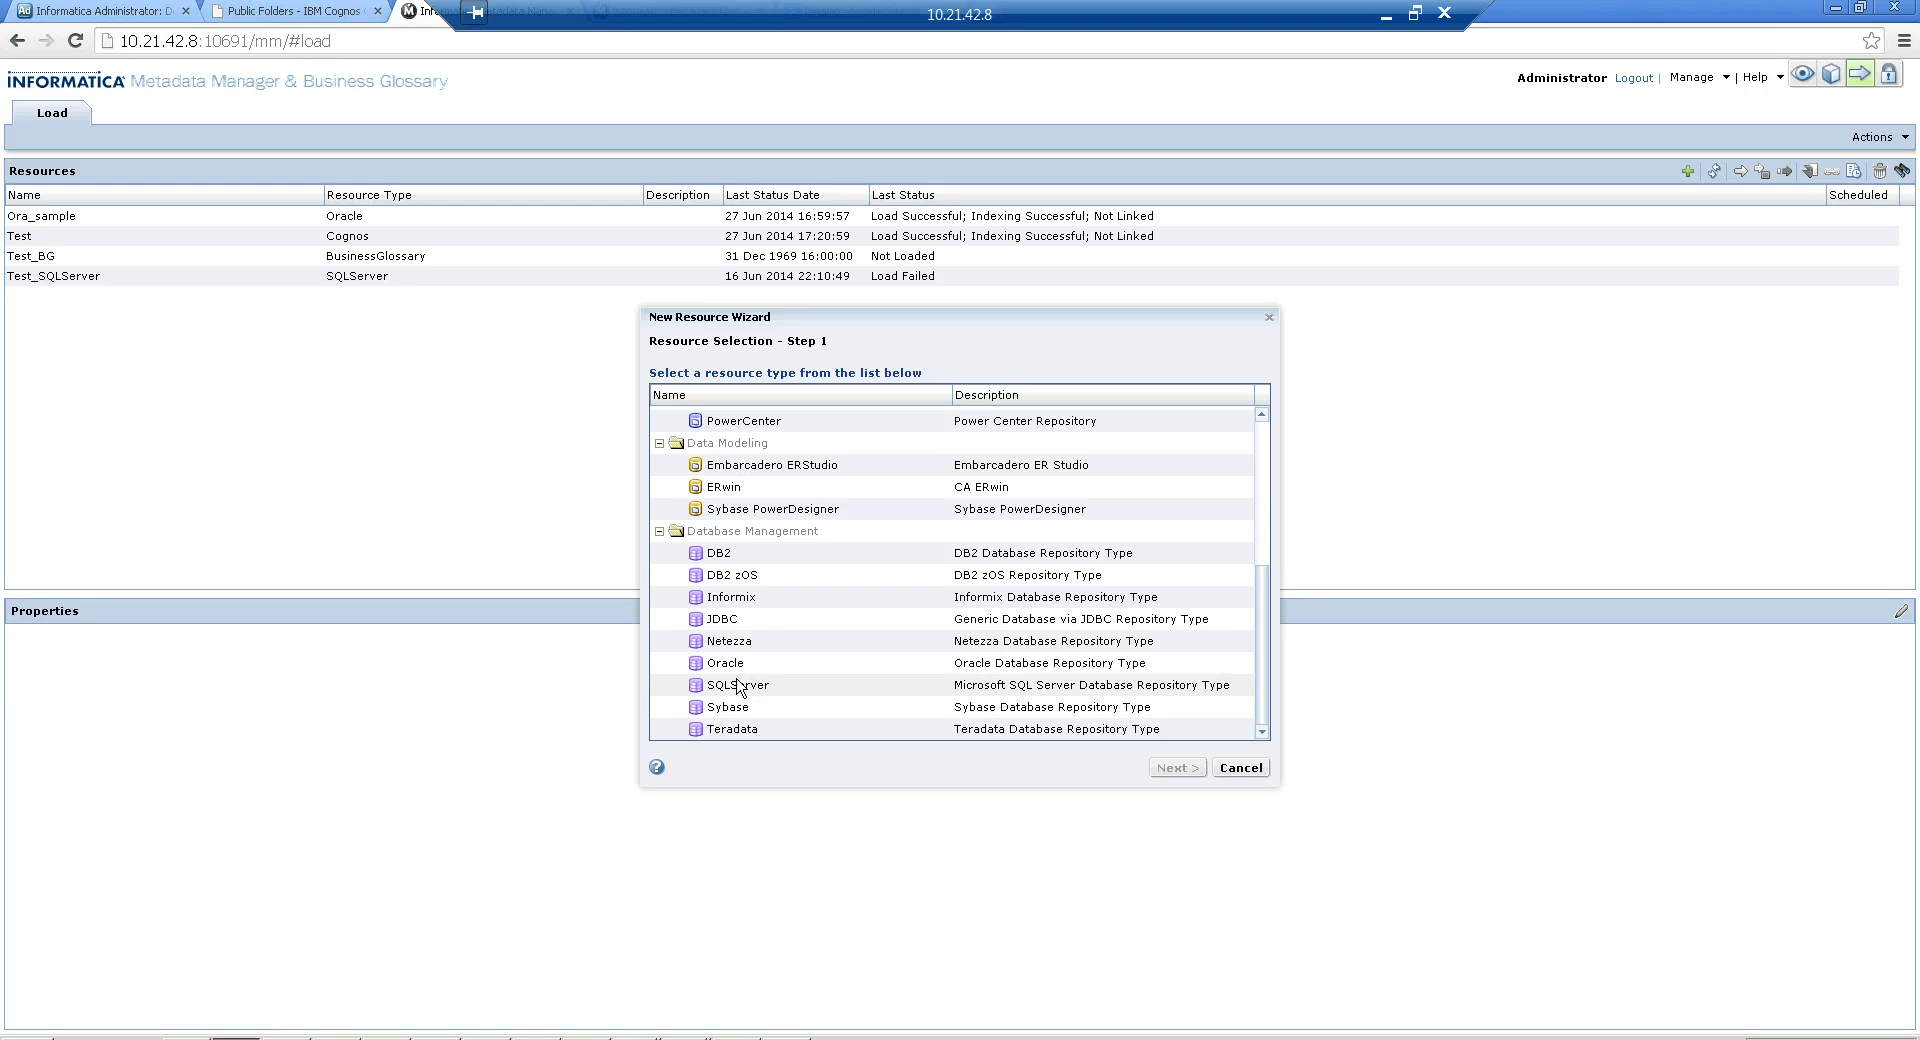 10.21.42.8
Informatica Administrator: D
Public Folders - IBM Cognos
10.21.42.8:10691/mm/#load
INFORMATICA Metadata Manager & Business Glossary
Administrator Logout | Manage | Help
Load
Actions
Resources
Name Resource Type Description Last Status Date Last Status Scheduled
Ora_sample Oracle 27 Jun 2014 16:59:57 Load Successful; Indexing Successful; Not Linked
Test Cognos 27 Jun 2014 17:20:59 Load Successful; Indexing Successful; Not Linked
Test_BG BusinessGlossary 31 Dec 1969 16:00:00 Not Loaded
Test_SQLServer SQLServer 16 Jun 2014 22:10:49 Load Failed
New Resource Wizard
Resource Selection - Step 1
Select a resource type from the list below
Name Description
PowerCenter Power Center Repository
Data Modeling
Embarcadero ERStudio Embarcadero ER Studio
ERwin CA ERwin
Sybase PowerDesigner Sybase PowerDesigner
Database Management
DB2 DB2 Database Repository Type
DB2 zOS DB2 zOS Repository Type
Informix Informix Database Repository Type
JDBC Generic Database via JDBC Repository Type
Netezza Netezza Database Repository Type
Oracle Oracle Database Repository Type
SQLServer Microsoft SQL Server Database Repository Type
Sybase Sybase Database Repository Type
Teradata Teradata Database Repository Type
Next > Cancel
Properties